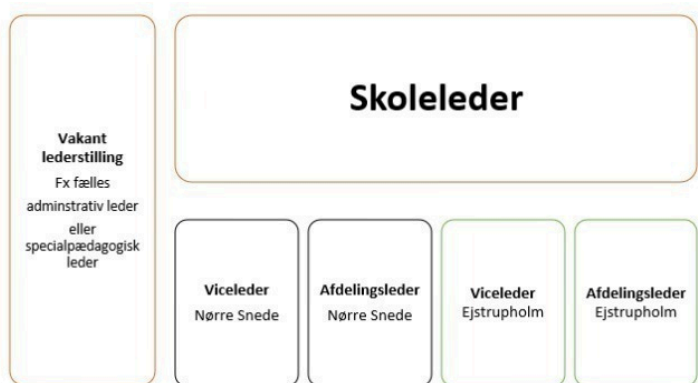 Vakant
lederstilling
Fx fælles
adminstrativ leder
eller
specialpædagogisk
leder
Skoleleder
Viceleder
Nørre Snede
Afdelingsleder
Nørre Snede
Viceleder
Ejstrupholm
Afdelingsleder
Ejstrupholm